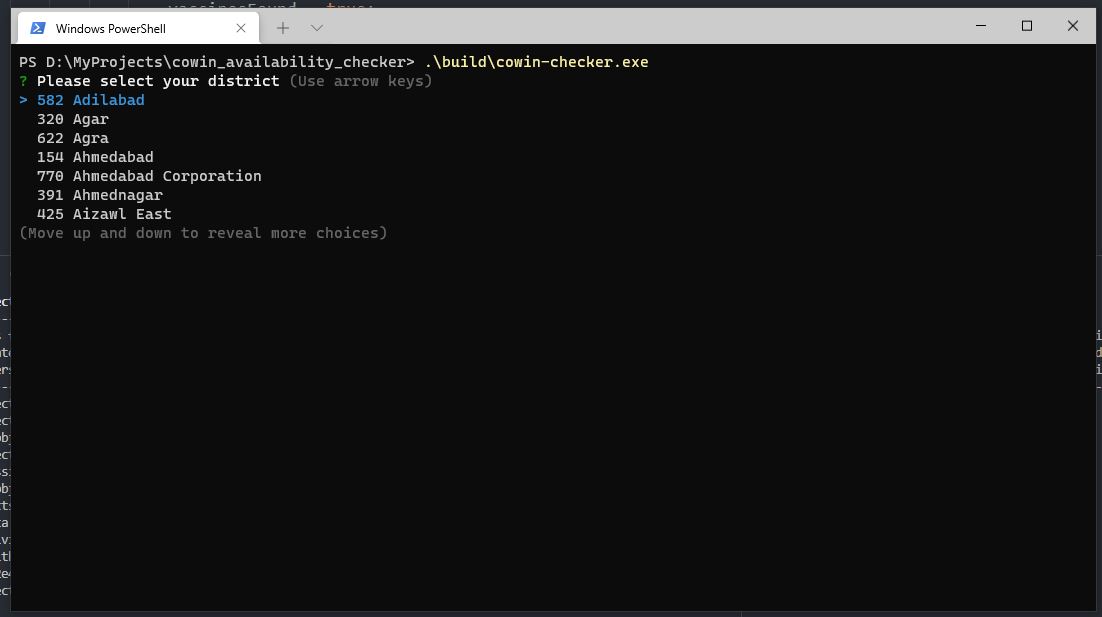 vaccinesFound = true;
Windows PowerShell
PS D:\MyProjects\cowin_availability_checker> .\build\cowin-checker.exe
? Please select your district (Use arrow keys)
> 582 Adilabad
320 Agar
622 Agra
154 Ahmedabad
770 Ahmedabad Corporation
391 Ahmednagar
425 Aizawl East
(Move up and down to reveal more choices)